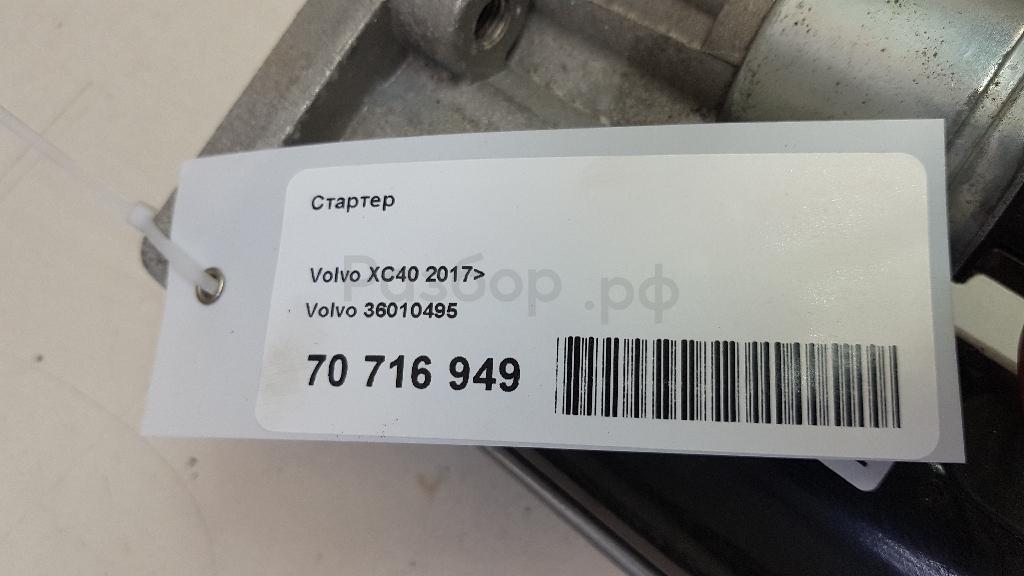 Стартер
Volvo XC40 2017>
Разбор.рф
Volvo 36010495
70 716 949